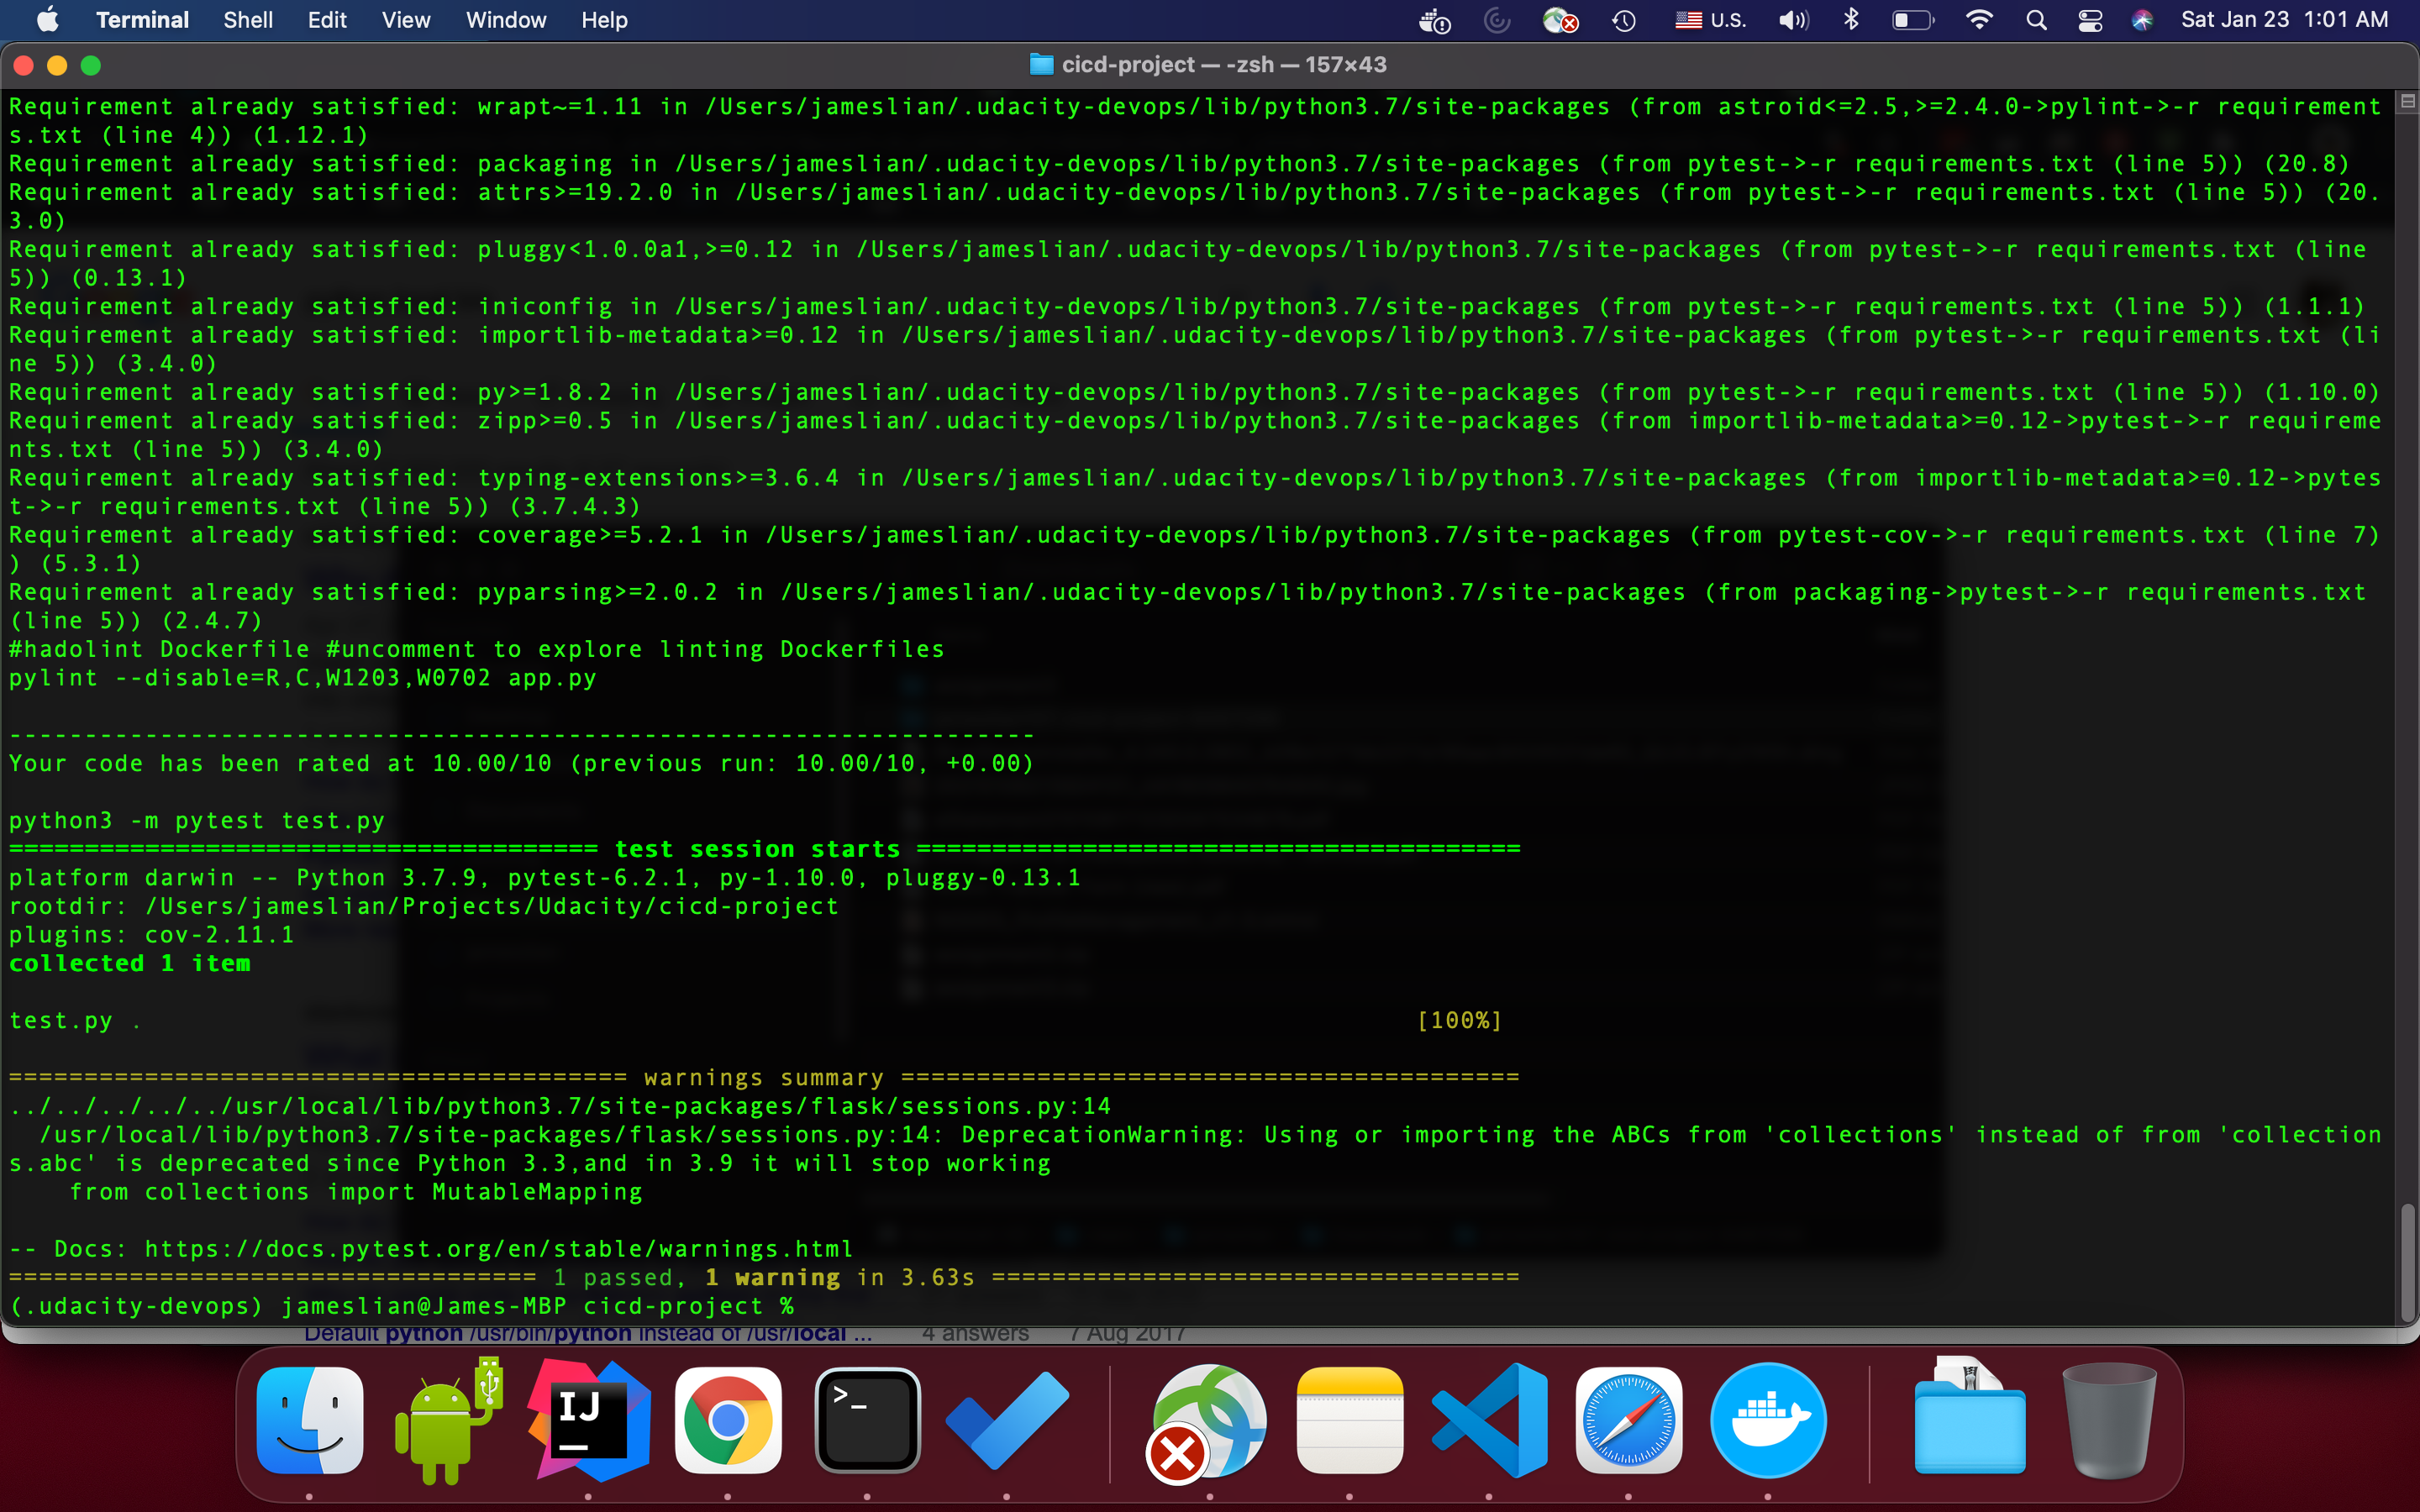 Terminal Shell Edit View Window Help U.S. Sat Jan 23 1:01 AM
cicd-project — -zsh — 157×43
Requirement already satisfied: wrapt~=1.11 in /Users/jameslian/.udacity-devops/lib/python3.7/site-packages (from astroid<=2.5,>=2.4.0->pylint->-r requirement
s.txt (line 4)) (1.12.1)
Requirement already satisfied: packaging in /Users/jameslian/.udacity-devops/lib/python3.7/site-packages (from pytest->-r requirements.txt (line 5)) (20.8)
Requirement already satisfied: attrs>=19.2.0 in /Users/jameslian/.udacity-devops/lib/python3.7/site-packages (from pytest->-r requirements.txt (line 5)) (20.
3.0)
Requirement already satisfied: pluggy<1.0.0a1,>=0.12 in /Users/jameslian/.udacity-devops/lib/python3.7/site-packages (from pytest->-r requirements.txt (line
5)) (0.13.1)
Requirement already satisfied: iniconfig in /Users/jameslian/.udacity-devops/lib/python3.7/site-packages (from pytest->-r requirements.txt (line 5)) (1.1.1)
Requirement already satisfied: importlib-metadata>=0.12 in /Users/jameslian/.udacity-devops/lib/python3.7/site-packages (from pytest->-r requirements.txt (li
ne 5)) (3.4.0)
Requirement already satisfied: py>=1.8.2 in /Users/jameslian/.udacity-devops/lib/python3.7/site-packages (from pytest->-r requirements.txt (line 5)) (1.10.0)
Requirement already satisfied: zipp>=0.5 in /Users/jameslian/.udacity-devops/lib/python3.7/site-packages (from importlib-metadata>=0.12->pytest->-r requireme
nts.txt (line 5)) (3.4.0)
Requirement already satisfied: typing-extensions>=3.6.4 in /Users/jameslian/.udacity-devops/lib/python3.7/site-packages (from importlib-metadata>=0.12->pytes
t->-r requirements.txt (line 5)) (3.7.4.3)
Requirement already satisfied: coverage>=5.2.1 in /Users/jameslian/.udacity-devops/lib/python3.7/site-packages (from pytest-cov->-r requirements.txt (line 7)
) (5.3.1)
Requirement already satisfied: pyparsing>=2.0.2 in /Users/jameslian/.udacity-devops/lib/python3.7/site-packages (from packaging->pytest->-r requirements.txt
(line 5)) (2.4.7)
#hadolint Dockerfile #uncomment to explore linting Dockerfiles
pylint --disable=R,C,W1203,W0702 app.py
--------------------------------------------------------------------
Your code has been rated at 10.00/10 (previous run: 10.00/10, +0.00)
python3 -m pytest test.py
======================================= test session starts ========================================
platform darwin -- Python 3.7.9, pytest-6.2.1, py-1.10.0, pluggy-0.13.1
rootdir: /Users/jameslian/Projects/Udacity/cicd-project
plugins: cov-2.11.1
collected 1 item
test.py . [100%]
========================================= warnings summary =========================================
../../../../../usr/local/lib/python3.7/site-packages/flask/sessions.py:14
/usr/local/lib/python3.7/site-packages/flask/sessions.py:14: DeprecationWarning: Using or importing the ABCs from 'collections' instead of from 'collection
s.abc' is deprecated since Python 3.3,and in 3.9 it will stop working
from collections import MutableMapping
-- Docs: https://docs.pytest.org/en/stable/warnings.html
=================================== 1 passed, 1 warning in 3.63s ===================================
(.udacity-devops) jameslian@James-MBP cicd-project %
Default python /usr/bin/python instead of /usr/local ... 4 answers 7 Aug 2017
IJ
>_